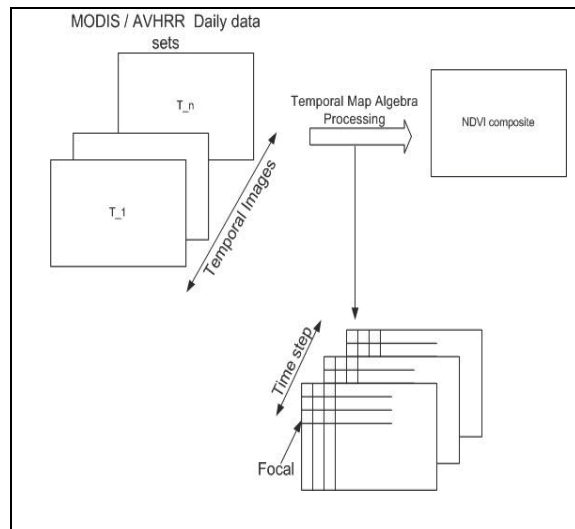 MODIS / AVHRR Daily data
sets
T_n
T_1
Temporal Images
Temporal Map Algebra
Processing
NDVI composite
Time step
Focal